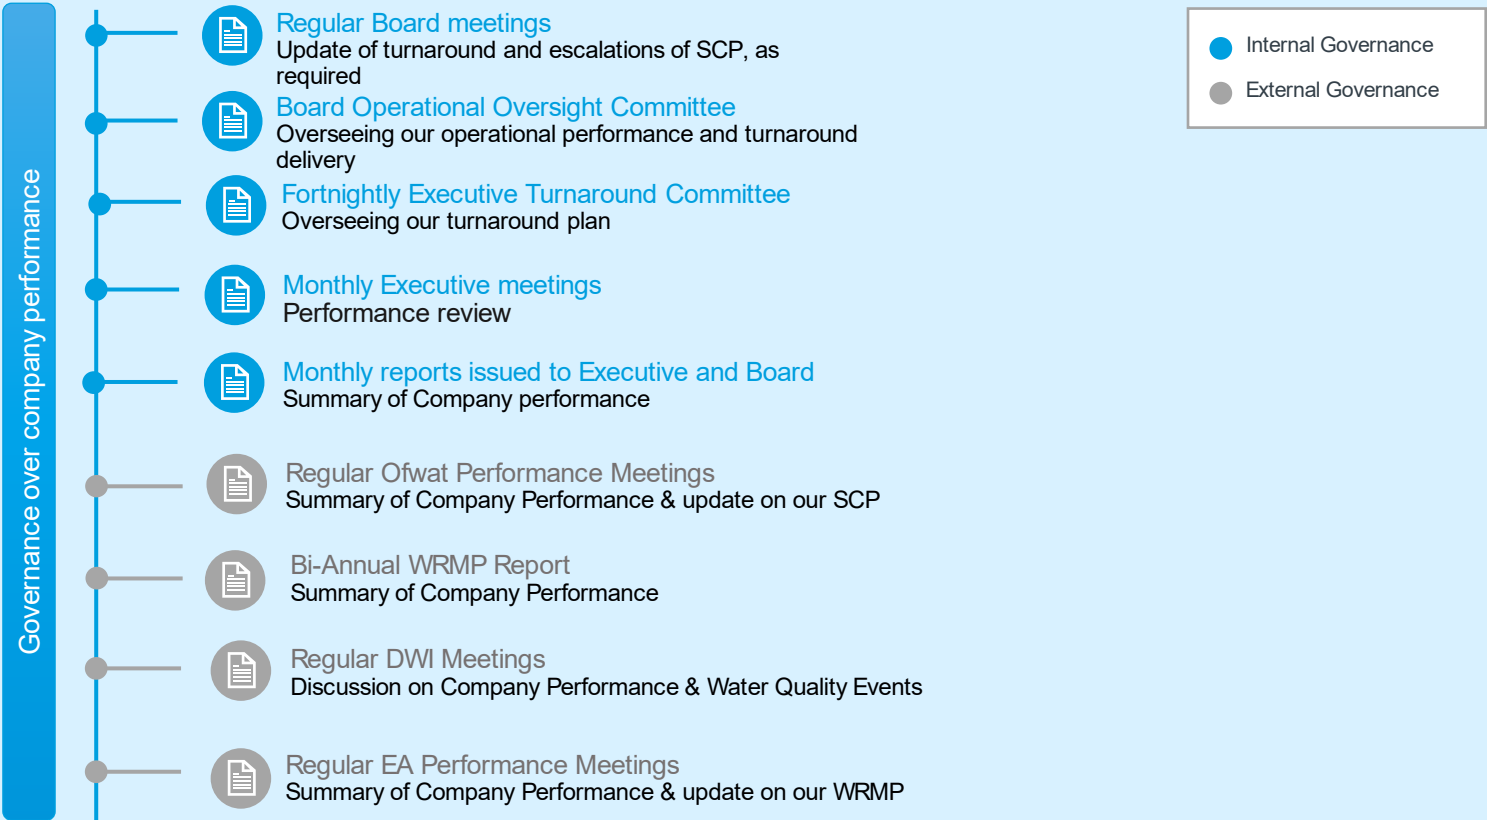 Governance over company performance
Regular Board meetings
Update of turnaround and escalations of SCP, as
required
Board Operational Oversight Committee
Overseeing our operational performance and turnaround
delivery
Fortnightly Executive Turnaround Committee
Overseeing our turnaround plan
Monthly Executive meetings
Performance review
Monthly reports issued to Executive and Board
Summary of Company performance
Regular Ofwat Performance Meetings
Summary of Company Performance & update on our SCP
Bi-Annual WRMP Report
Summary of Company Performance
Regular DWI Meetings
Discussion on Company Performance & Water Quality Events
Regular EA Performance Meetings
Summary of Company Performance & update on our WRMP
Internal Governance
External Governance